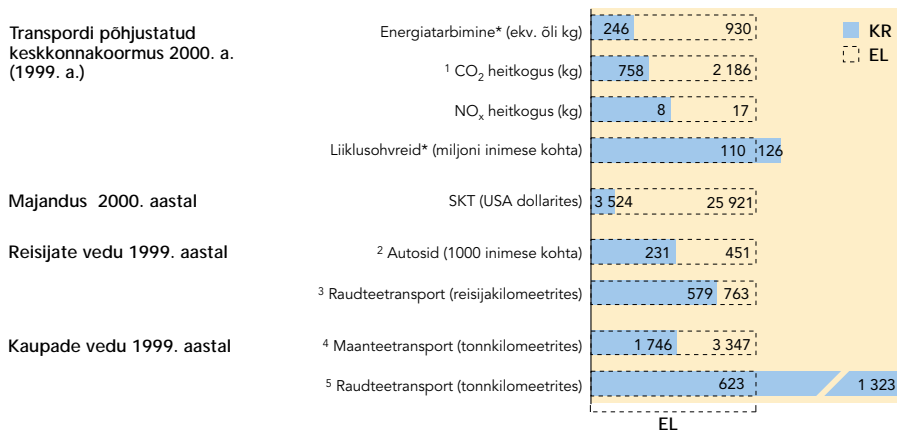 Transpordi põhjustatud
keskkonnakoormus 2000. a.
(1999. a.)
Energiatarbimine* (ekv. õli kg) 246 930
¹ CO₂ heitkogus (kg) 758 2 186
NOₓ heitkogus (kg) 8 17
Liiklusohvreid* (miljoni inimese kohta) 110 126
Majandus 2000. aastal
SKT (USA dollarites) 3 524 25 921
Reisijate vedu 1999. aastal
² Autosid (1000 inimese kohta) 231 451
³ Raudteetransport (reisijakilomeetrites) 579 763
Kaupade vedu 1999. aastal
⁴ Maanteetransport (tonnkilomeetrites) 1 746 3 347
⁵ Raudteetransport (tonnkilomeetrites) 623 1 323
EL
KR
EL